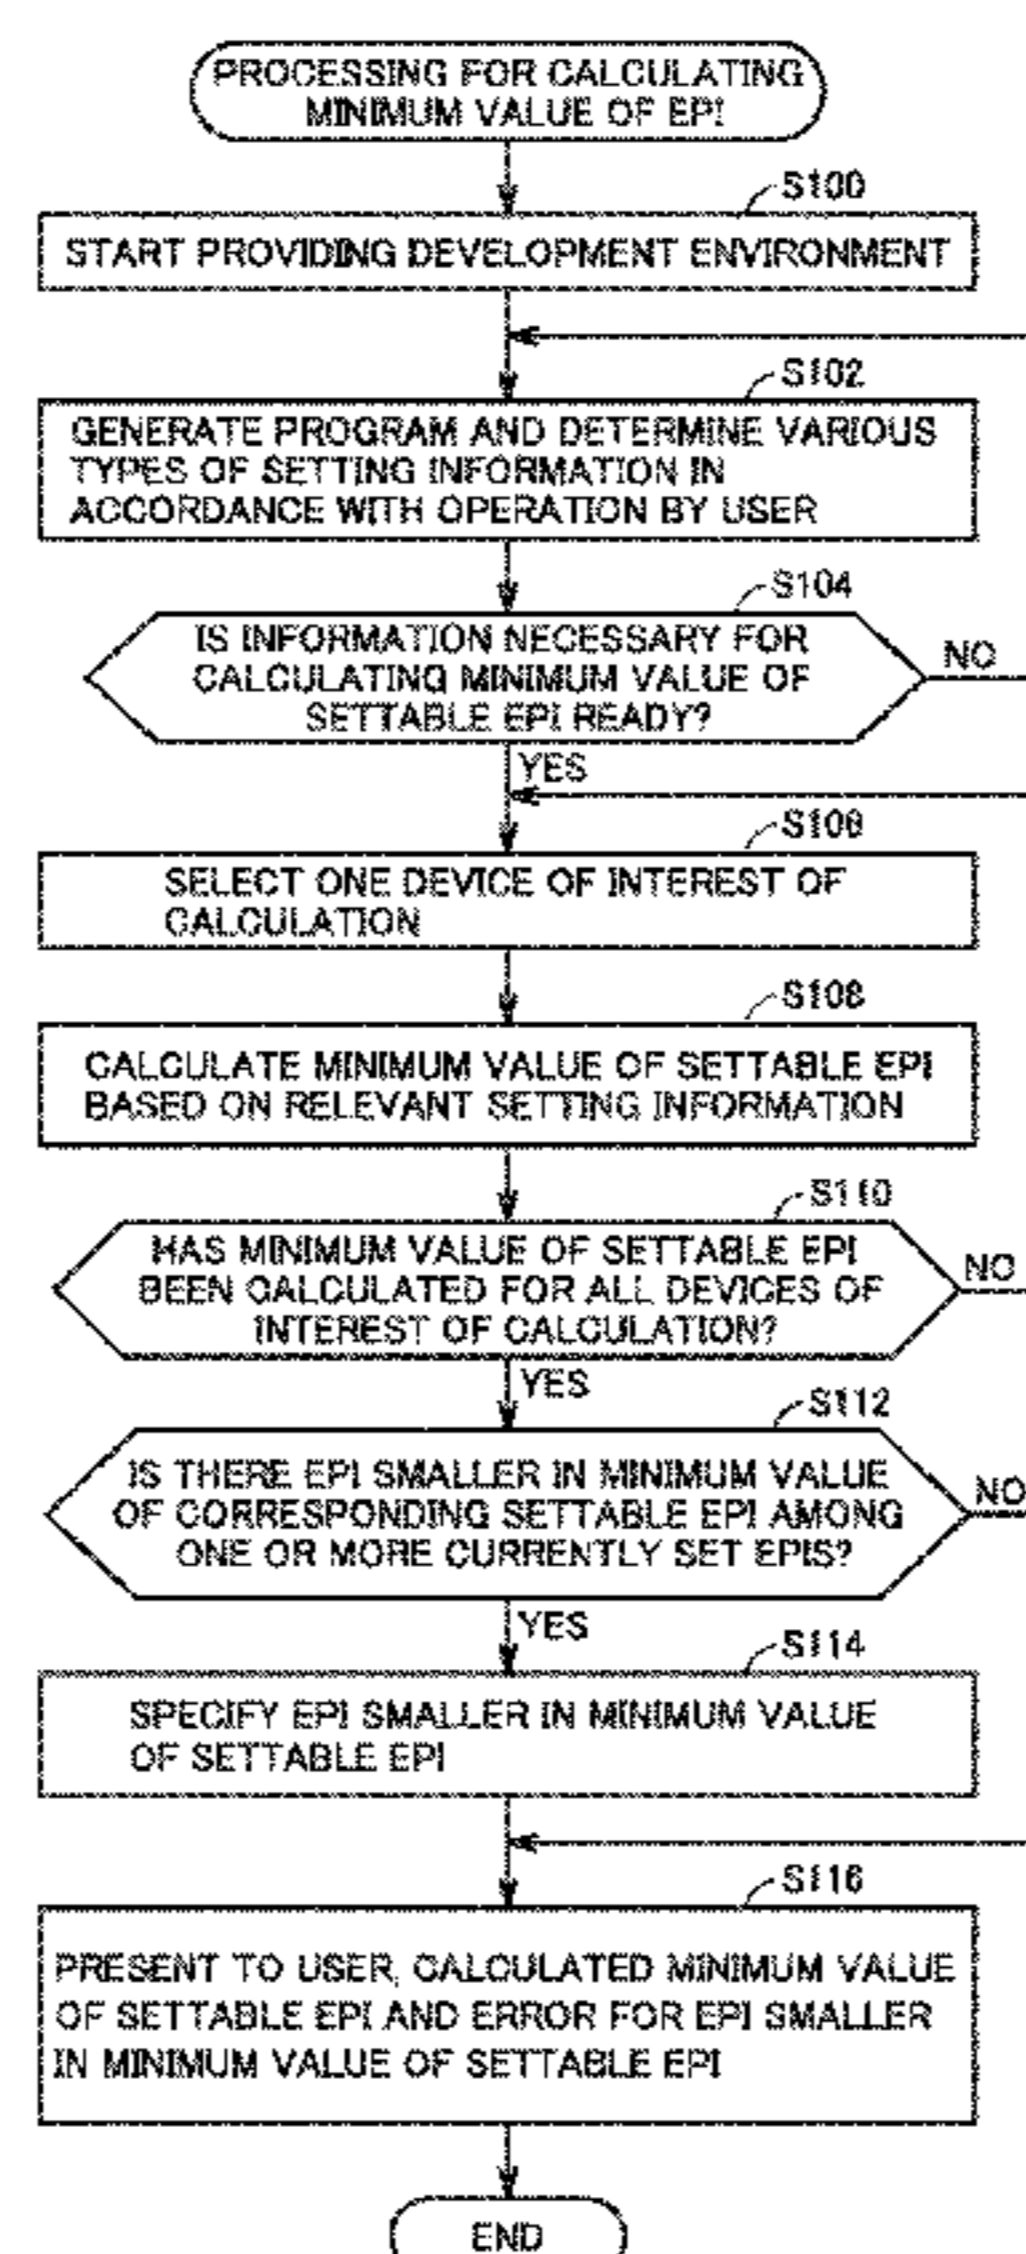 PROCESSING FOR CALCULATING
MINIMUM VALUE OF EPI
S100
START PROVIDING DEVELOPMENT ENVIRONMENT
S102
GENERATE PROGRAM AND DETERMINE VARIOUS
TYPES OF SETTING INFORMATION IN
ACCORDANCE WITH OPERATION BY USER
S104
IS INFORMATION NECESSARY FOR
CALCULATING MINIMUM VALUE OF
SETTABLE EPI READY?
NO
YES
S106
SELECT ONE DEVICE OF INTEREST OF
CALCULATION
S108
CALCULATE MINIMUM VALUE OF SETTABLE EPI
BASED ON RELEVANT SETTING INFORMATION
S110
HAS MINIMUM VALUE OF SETTABLE EPI
BEEN CALCULATED FOR ALL DEVICES OF
INTEREST OF CALCULATION?
NO
YES
S112
IS THERE EPI SMALLER IN MINIMUM VALUE
OF CORRESPONDING SETTABLE EPI AMONG
ONE OR MORE CURRENTLY SET EPIS?
NO
YES
S114
SPECIFY EPI SMALLER IN MINIMUM VALUE
OF SETTABLE EPI
S116
PRESENT TO USER, CALCULATED MINIMUM VALUE
OF SETTABLE EPI AND ERROR FOR EPI SMALLER
IN MINIMUM VALUE OF SETTABLE EPI
END